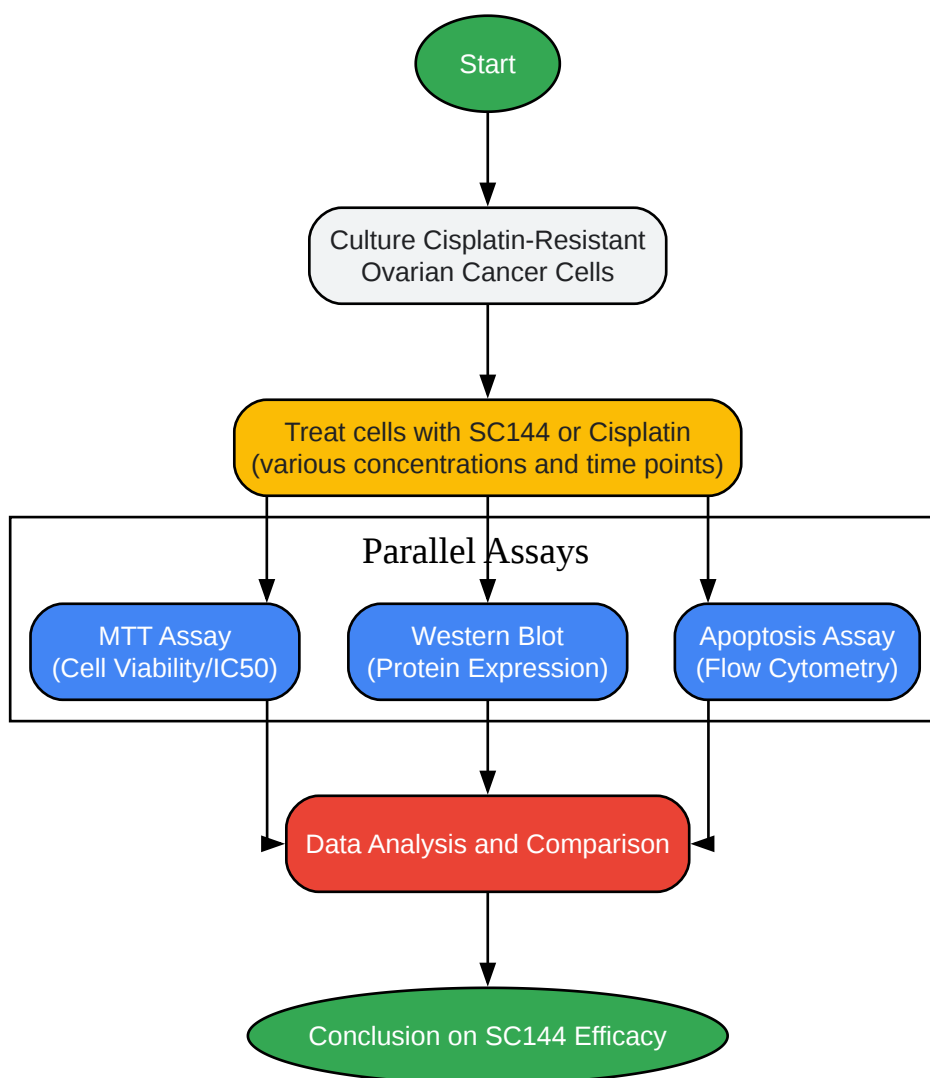 Start
Culture Cisplatin-Resistant
Ovarian Cancer Cells
Treat cells with SC144 or Cisplatin
(various concentrations and time points)
Parallel Assays
MTT Assay
(Cell Viability/IC50)
Western Blot
(Protein Expression)
Apoptosis Assay
(Flow Cytometry)
Data Analysis and Comparison
Conclusion on SC144 Efficacy